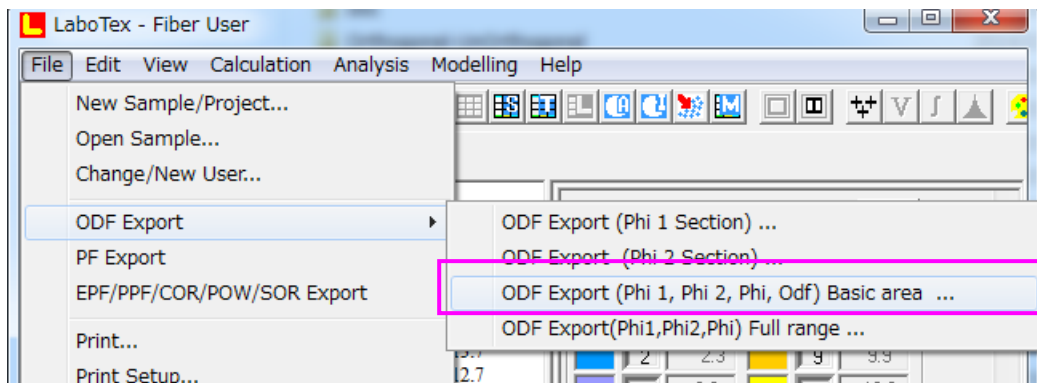 LaboTex - Fiber User
File Edit View Calculation Analysis Modelling Help
New Sample/Project...
Open Sample...
Change/New User...
ODF Export
ODF Export (Phi 1 Section) ...
PF Export
ODF Export (Phi 2 Section) ...
EPF/PPF/COR/POW/SOR Export
ODF Export (Phi 1, Phi 2, Phi, Odf) Basic area ...
ODF Export(Phi1,Phi2,Phi) Full range ...
Print...
2 2.3 9 9.9
Print Setup...
12.7